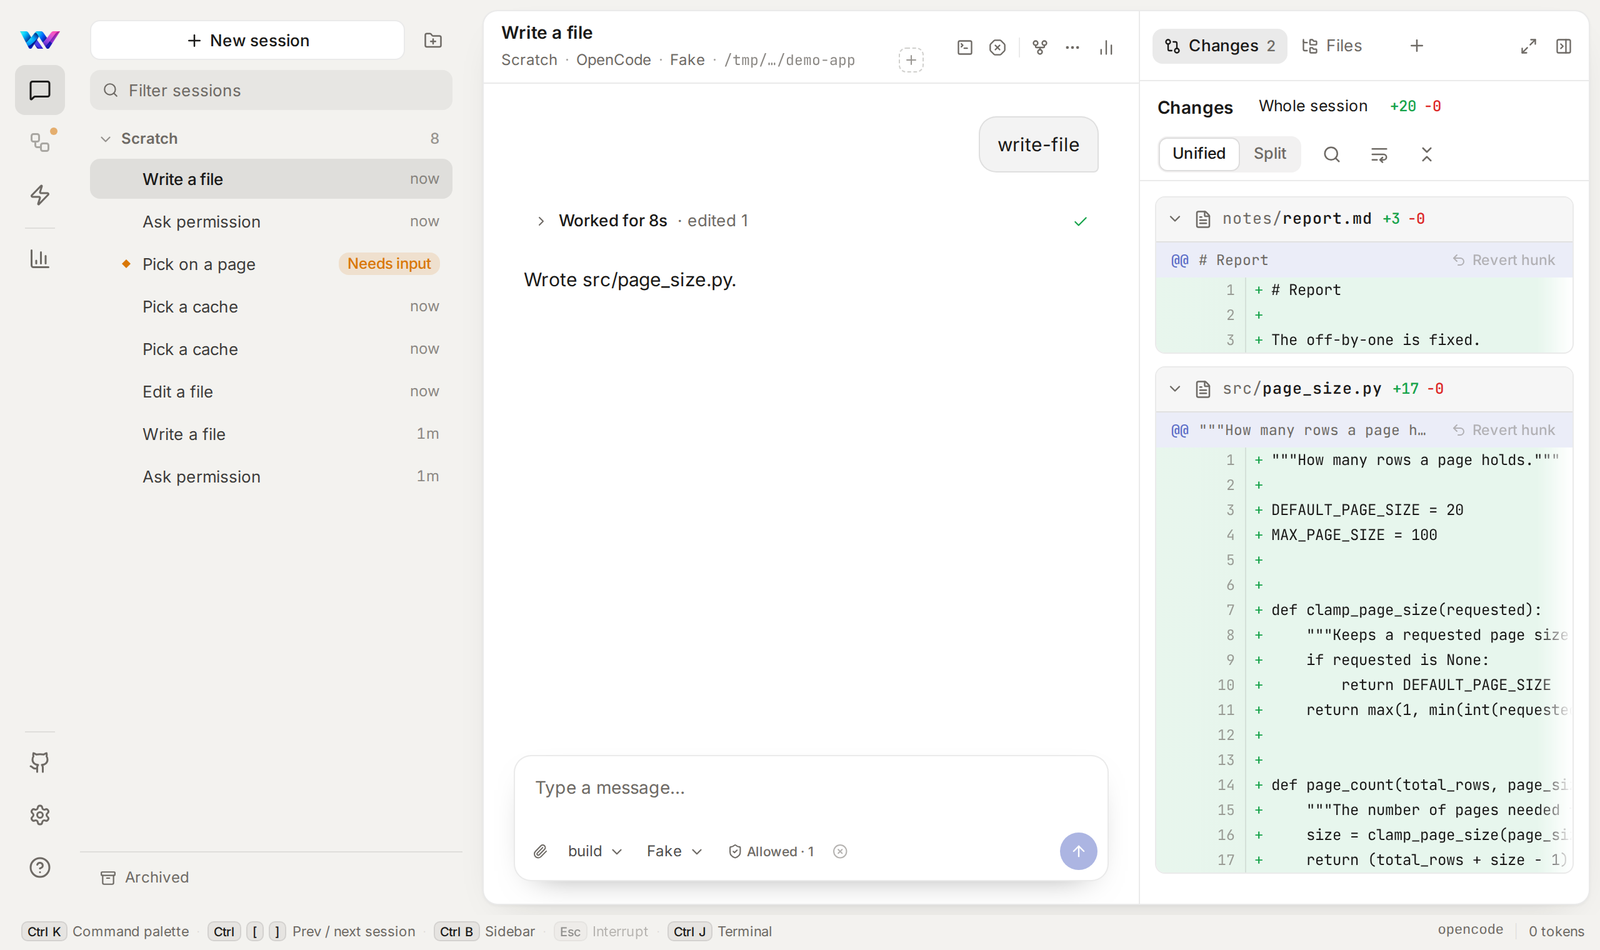 New session
Filter sessions
Scratch 8
Write a file now
Ask permission now
Pick on a page Needs input
Pick a cache now
Pick a cache now
Edit a file now
Write a file 1m
Ask permission 1m
Archived
Write a file
Scratch · OpenCode · Fake · /tmp/…/demo-app
write-file
Worked for 8s · edited 1
Wrote src/page_size.py.
Type a message...
build Fake Allowed · 1
Changes 2 Files
Changes Whole session +20 -0
Unified Split
notes/report.md +3 -0
@@ # Report Revert hunk
1 + # Report
2 +
3 + The off-by-one is fixed.
src/page_size.py +17 -0
@@ """How many rows a page h… Revert hunk
1 + """How many rows a page holds."""
2 +
3 + DEFAULT_PAGE_SIZE = 20
4 + MAX_PAGE_SIZE = 100
5 +
6 +
7 + def clamp_page_size(requested):
8 + """Keeps a requested page size
9 + if requested is None:
10 + return DEFAULT_PAGE_SIZE
11 + return max(1, min(int(requeste
12 +
13 +
14 + def page_count(total_rows, page_si
15 + """The number of pages needed
16 + size = clamp_page_size(page_si
17 + return (total_rows + size - 1)
Ctrl K Command palette · Ctrl [ ] Prev / next session · Ctrl B Sidebar · Esc Interrupt · Ctrl J Terminal
opencode 0 tokens